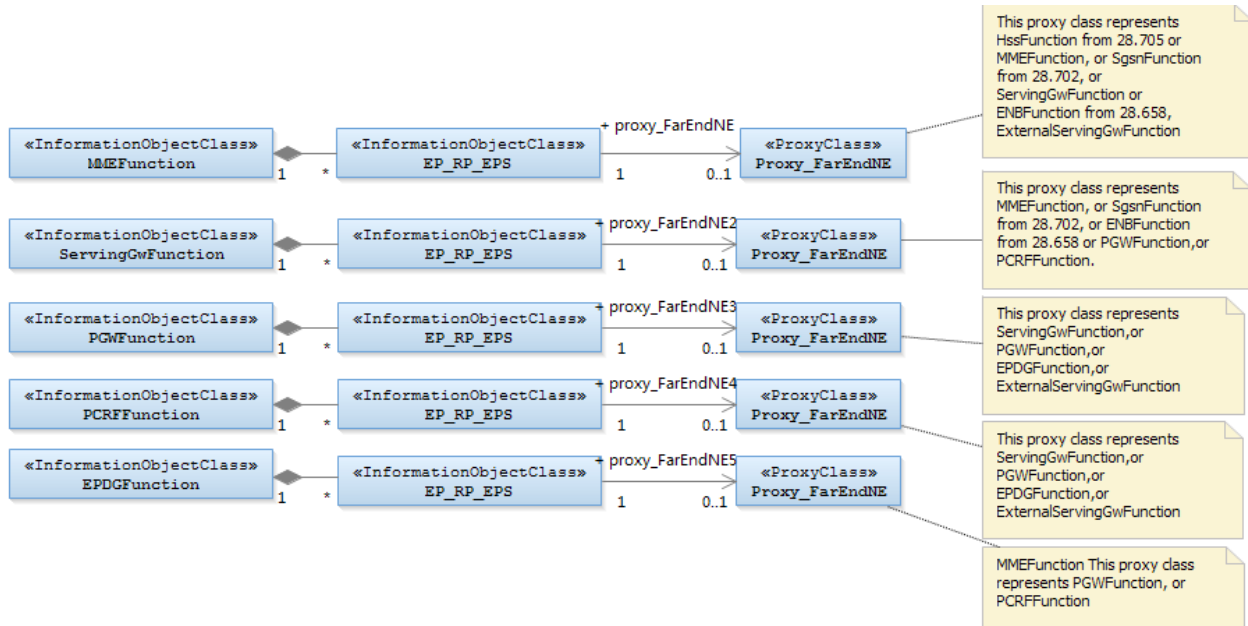 This proxy class represents
HssFunction from 28.705 or
MMEFunction, or SgsnFunction
from 28.702, or
ServingGwFunction or
ENBFunction from 28.658,
ExternalServingGwFunction
«InformationObjectClass»
MMEFunction
1
*
«InformationObjectClass»
EP_RP_EPS
+ proxy_FarEndNE
1
0..1
«ProxyClass»
Proxy_FarEndNE
This proxy class represents
MMEFunction, or SgsnFunction
from 28.702, or ENBFunction
from 28.658 or PGWFunction,or
PCRFFunction.
«InformationObjectClass»
ServingGwFunction
1
*
«InformationObjectClass»
EP_RP_EPS
+ proxy_FarEndNE2
1
0..1
«ProxyClass»
Proxy_FarEndNE
This proxy class represents
ServingGwFunction,or
PGWFunction,or
EPDGFunction,or
ExternalServingGwFunction
«InformationObjectClass»
PGWFunction
1
*
«InformationObjectClass»
EP_RP_EPS
+ proxy_FarEndNE3
1
0..1
«ProxyClass»
Proxy_FarEndNE
«InformationObjectClass»
PCRFFunction
1
*
«InformationObjectClass»
EP_RP_EPS
+ proxy_FarEndNE4
1
0..1
«ProxyClass»
Proxy_FarEndNE
This proxy class represents
ServingGwFunction,or
PGWFunction,or
EPDGFunction,or
ExternalServingGwFunction
«InformationObjectClass»
EPDGFunction
1
*
«InformationObjectClass»
EP_RP_EPS
+ proxy_FarEndNE5
1
0..1
«ProxyClass»
Proxy_FarEndNE
MMEFunction This proxy class
represents PGWFunction, or
PCRFFunction